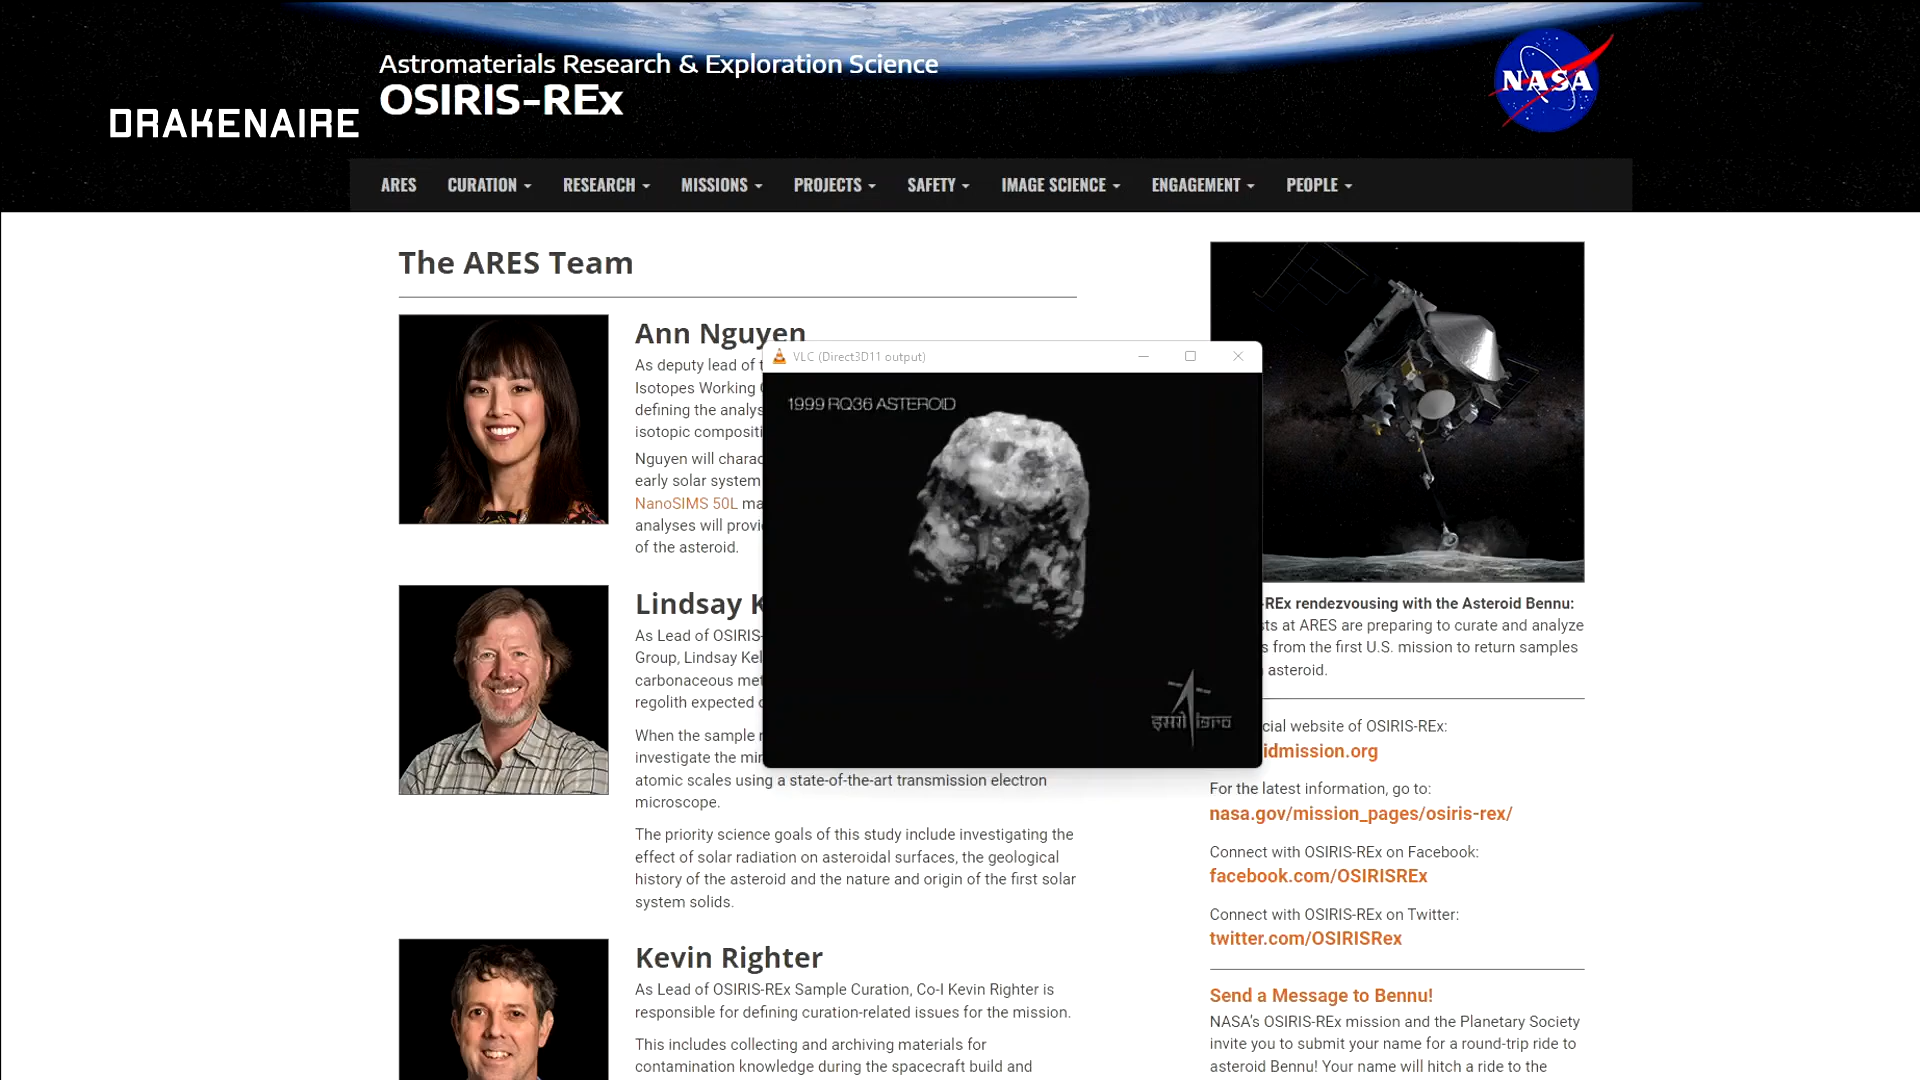 Astromaterials Research & Exploration Science
OSIRIS-REx
DRAKENAIRE
NASA
ARES CURATION RESEARCH MISSIONS PROJECTS SAFETY IMAGE SCIENCE ENGAGEMENT PEOPLE
The ARES Team
Ann Nguyen
As deputy lead of
Isotopes Working
defining the analys
isotopic compositi
Nguyen will charac
early solar system
NanoSIMS 50L ma
analyses will provi
of the asteroid.
VLC (Direct3D11 output)
1999 RQ36 ASTEROID
इसरो isro
Lindsay K
As Lead of OSIRIS-
Group, Lindsay Kel
carbonaceous met
regolith expected
When the sample
investigate the mi
atomic scales using a state-of-the-art transmission electron
microscope.
The priority science goals of this study include investigating the
effect of solar radiation on asteroidal surfaces, the geological
history of the asteroid and the nature and origin of the first solar
system solids.
Kevin Righter
As Lead of OSIRIS-REx Sample Curation, Co-I Kevin Righter is
responsible for defining curation-related issues for the mission.
This includes collecting and archiving materials for
contamination knowledge during the spacecraft build and
-REx rendezvousing with the Asteroid Bennu:
sts at ARES are preparing to curate and analyze
s from the first U.S. mission to return samples
asteroid.
cial website of OSIRIS-REx:
idmission.org
For the latest information, go to:
nasa.gov/mission_pages/osiris-rex/
Connect with OSIRIS-REx on Facebook:
facebook.com/OSIRISREx
Connect with OSIRIS-REx on Twitter:
twitter.com/OSIRISRex
Send a Message to Bennu!
NASA's OSIRIS-REx mission and the Planetary Society
invite you to submit your name for a round-trip ride to
asteroid Bennu! Your name will hitch a ride to the